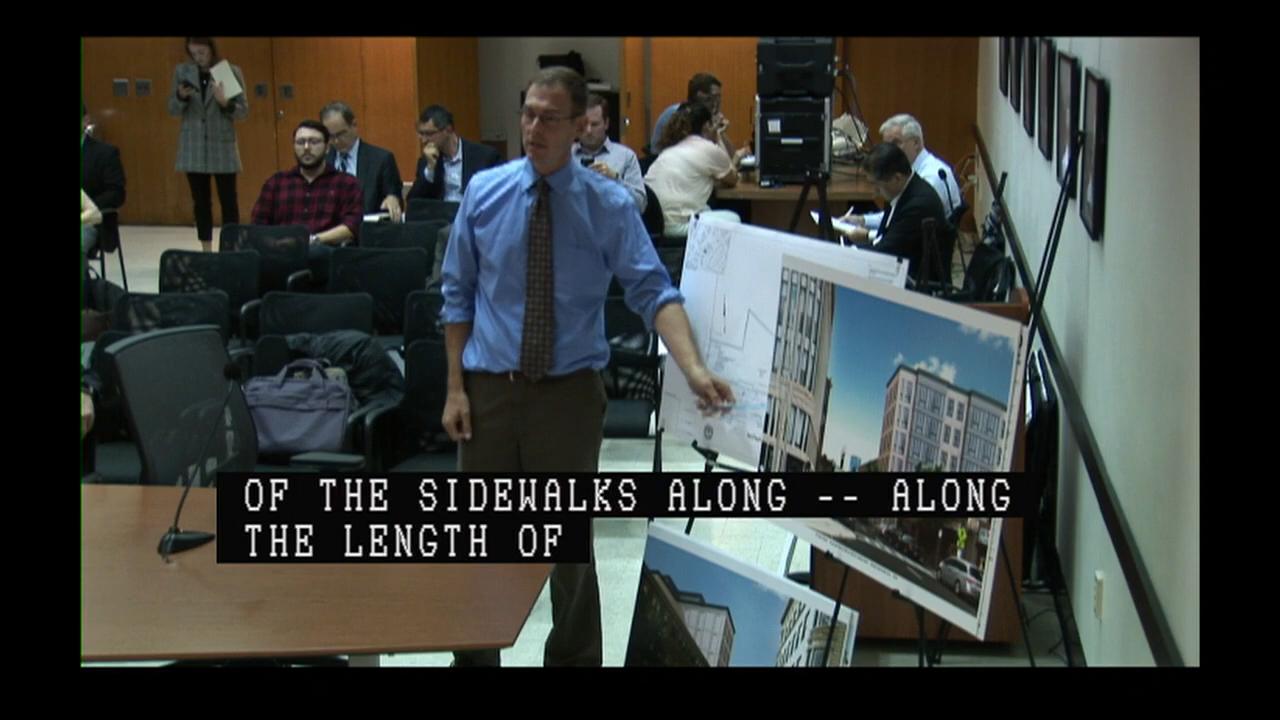 OF THE SIDEWALKS ALONG -- ALONG
THE LENGTH OF